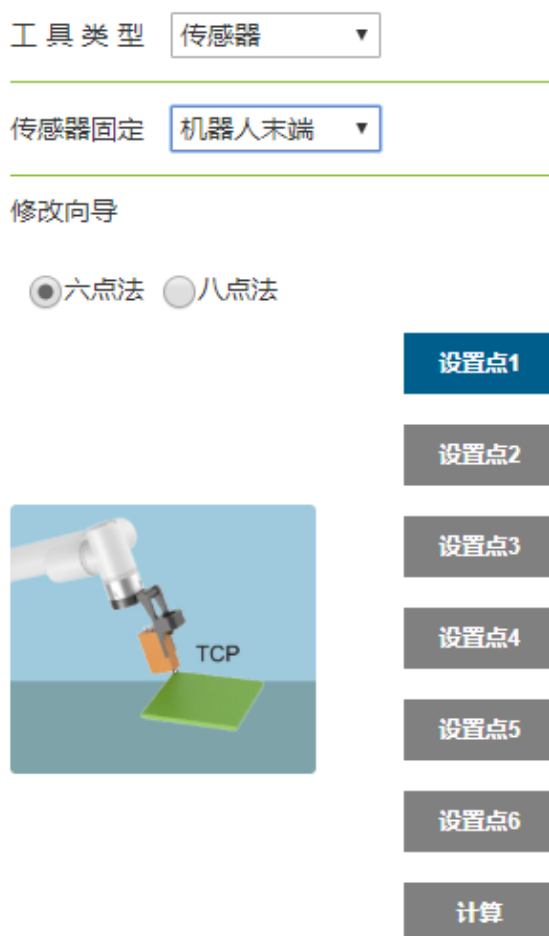 工 具 类 型 传感器
传感器固定 机器人末端
修改向导
六点法 八点法
设置点1
设置点2
设置点3
设置点4
TCP
设置点5
设置点6
计算